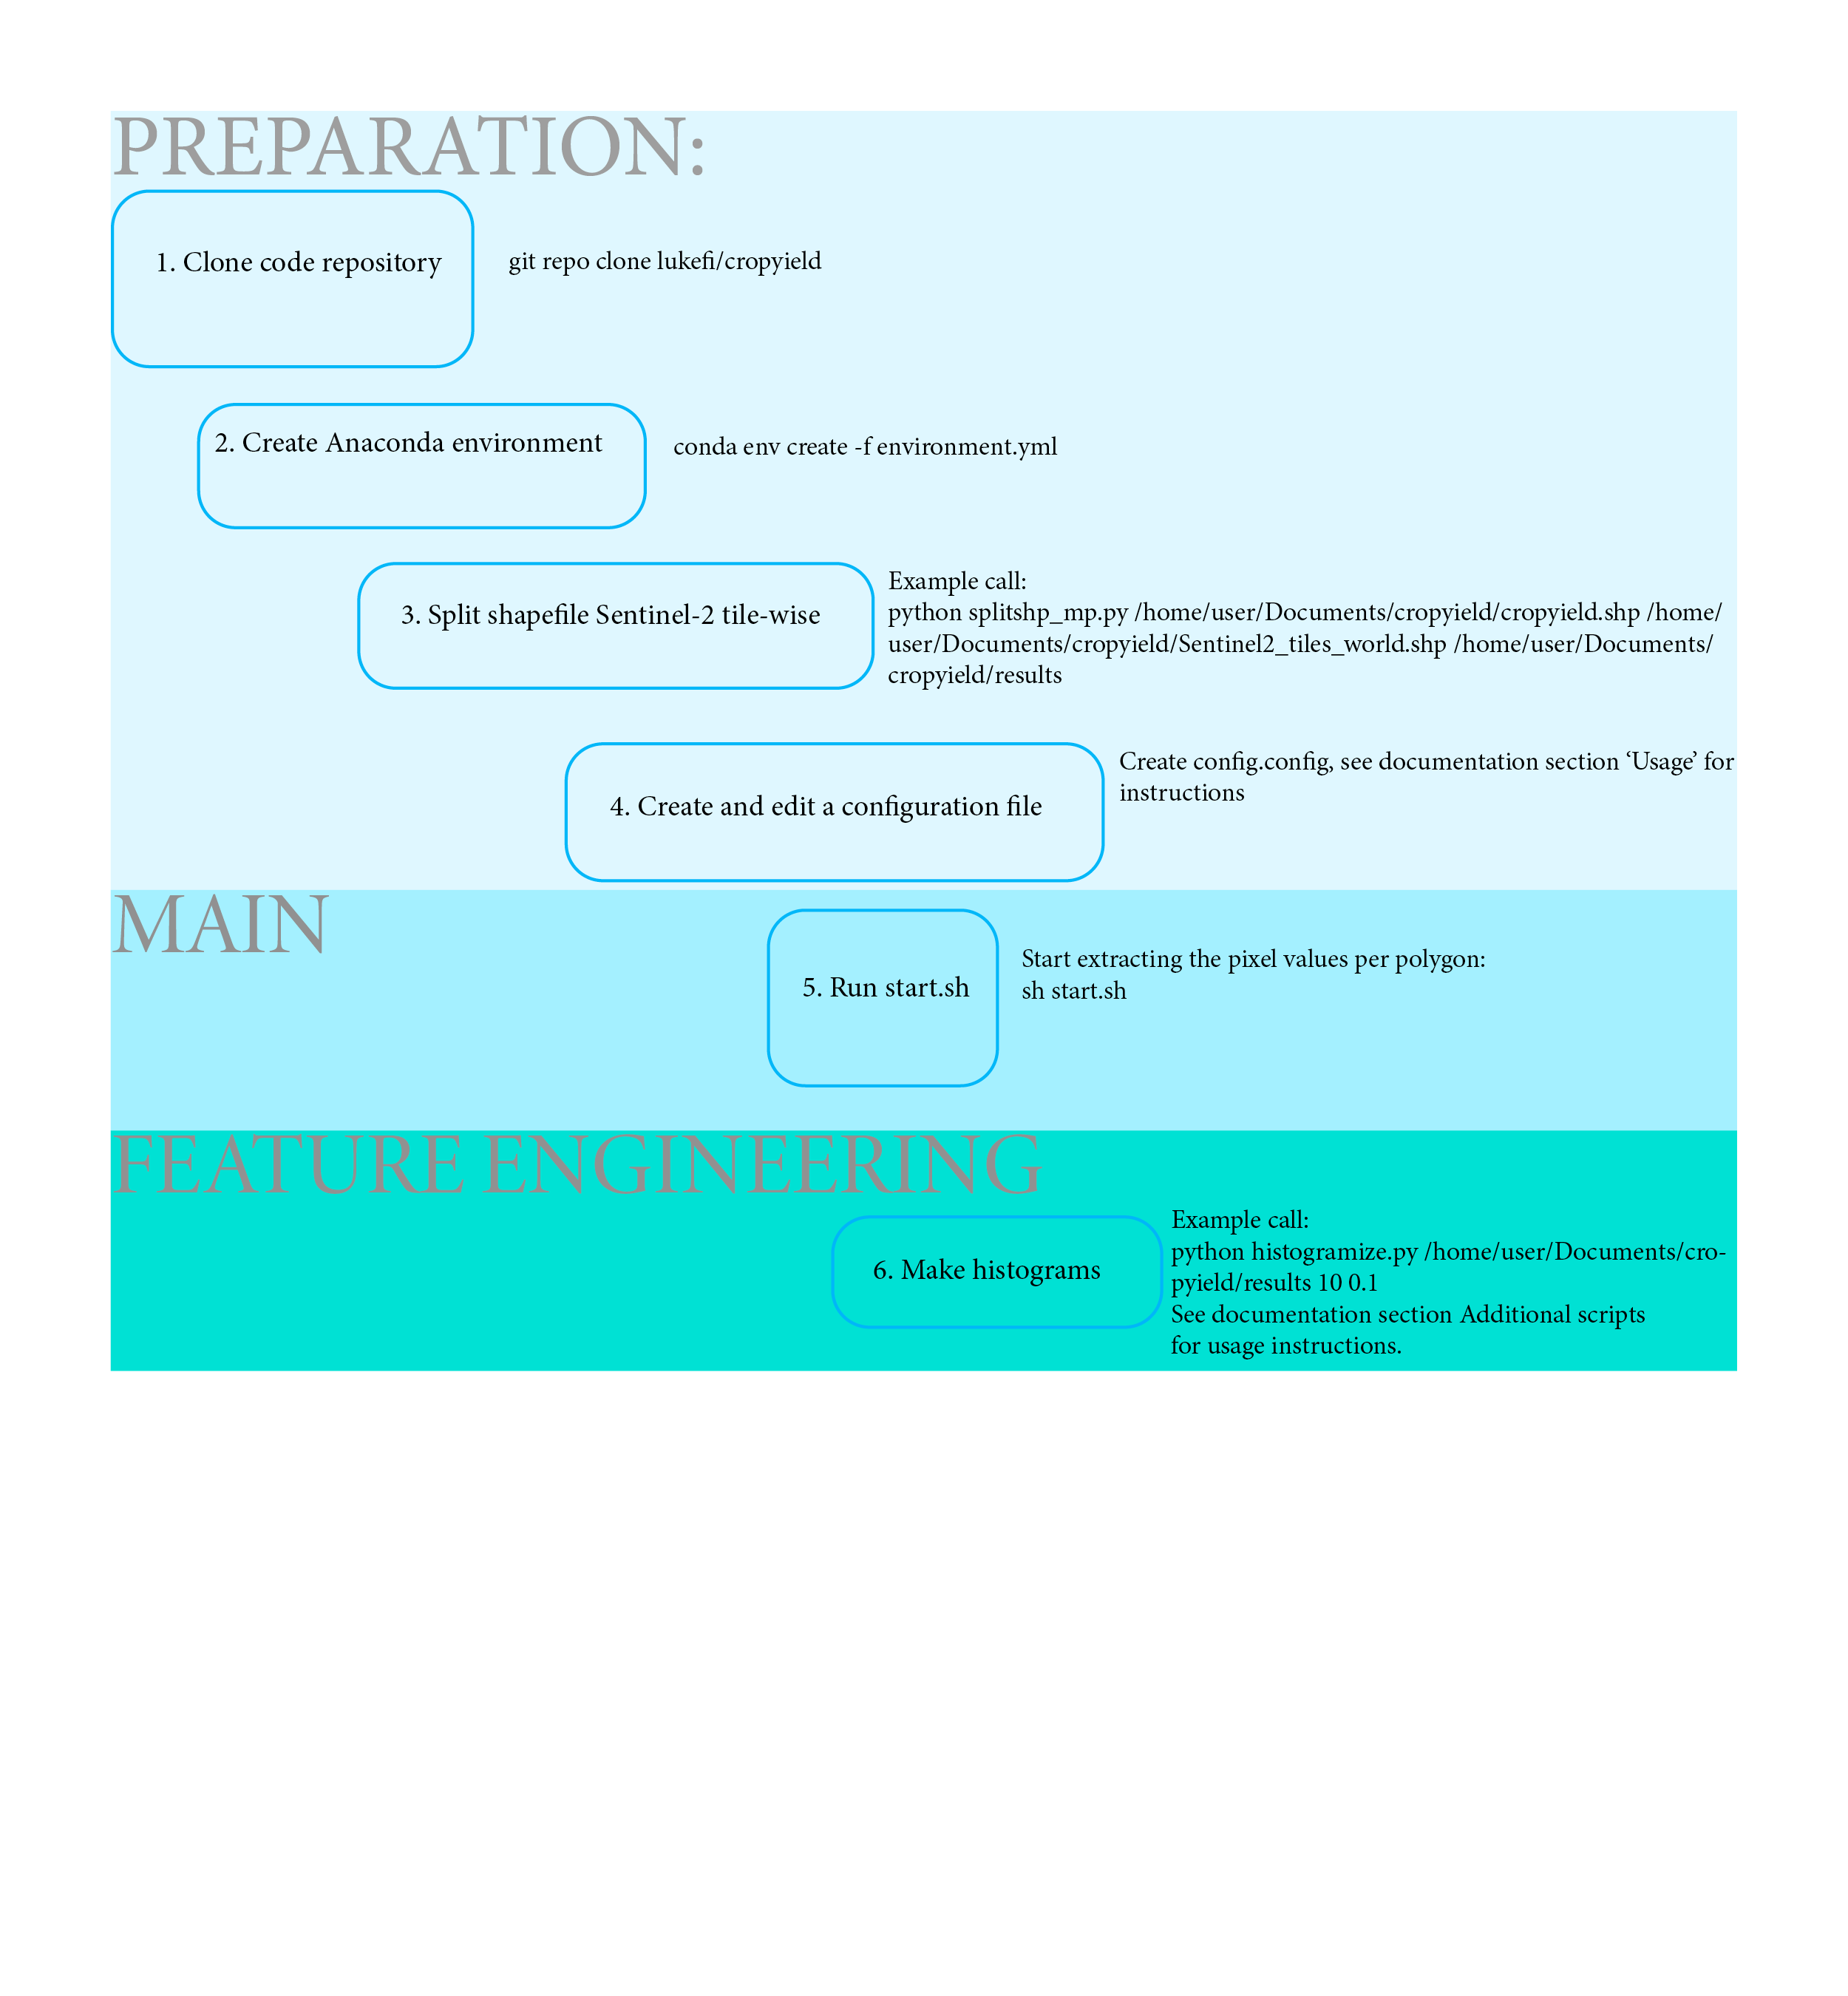 PREPARATION:
1. Clone code repository
git repo clone lukefi/cropyield
2. Create Anaconda environment
conda env create -f environment.yml
3. Split shapefile Sentinel-2 tile-wise
Example call:
python splitshp_mp.py /home/user/Documents/cropyield/cropyield.shp /home/
user/Documents/cropyield/Sentinel2_tiles_world.shp /home/user/Documents/
cropyield/results
4. Create and edit a configuration file
Create config.config, see documentation section ‘Usage’ for
instructions
MAIN
5. Run start.sh
Start extracting the pixel values per polygon:
sh start.sh
FEATURE ENGINEERING
6. Make histograms
Example call:
python histogramize.py /home/user/Documents/cro-
pyield/results 10 0.1
See documentation section Additional scripts
for usage instructions.